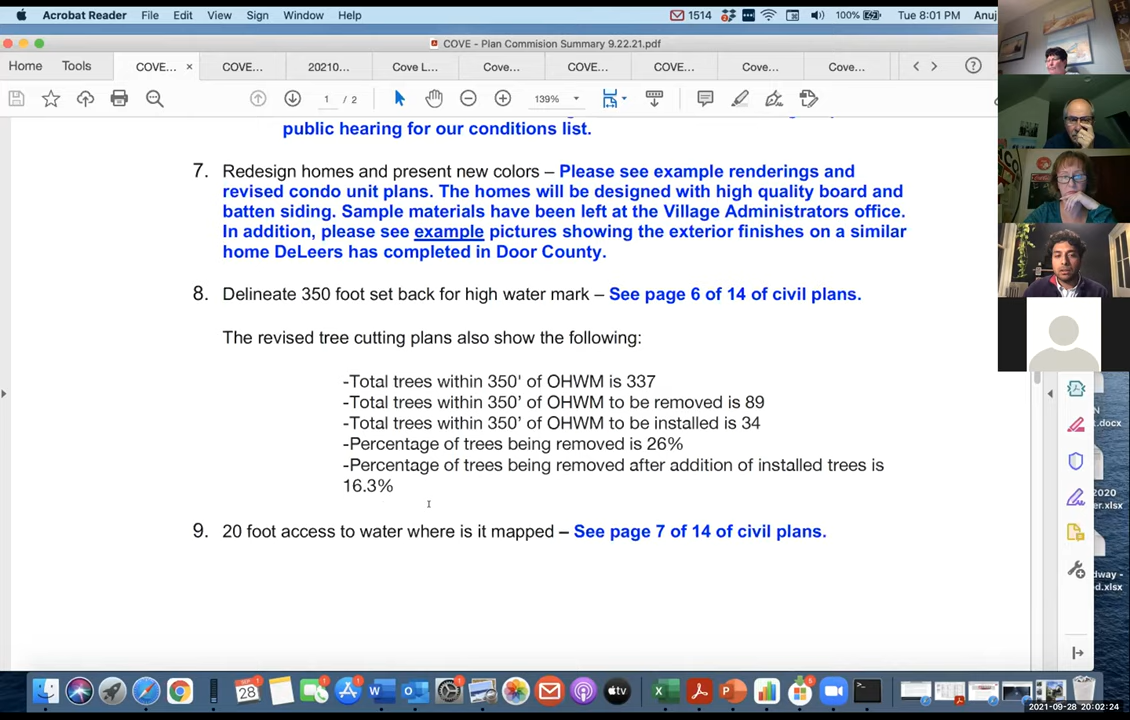 Acrobat Reader File Edit View Sign Window Help 1514 100% Tue 8:01 PM Anuj
COVE - Plan Commision Summary 9.22.21.pdf
Home Tools COVE... × COVE... 20210... Cove L... Cove... COVE... COVE... Cove... Cove...
1 / 2 139%
public hearing for our conditions list.
7. Redesign homes and present new colors – Please see example renderings and
revised condo unit plans. The homes will be designed with high quality board and
batten siding. Sample materials have been left at the Village Administrators office.
In addition, please see example pictures showing the exterior finishes on a similar
home DeLeers has completed in Door County.
8. Delineate 350 foot set back for high water mark – See page 6 of 14 of civil plans.
The revised tree cutting plans also show the following:
-Total trees within 350' of OHWM is 337
-Total trees within 350' of OHWM to be removed is 89
-Total trees within 350' of OHWM to be installed is 34
-Percentage of trees being removed is 26%
-Percentage of trees being removed after addition of installed trees is
16.3%
9. 20 foot access to water where is it mapped – See page 7 of 14 of civil plans.
N
t.docx
2020
er.xlsx
dway -
d.xlsx
SEP
28
tv
2021-09-28 20:02:24